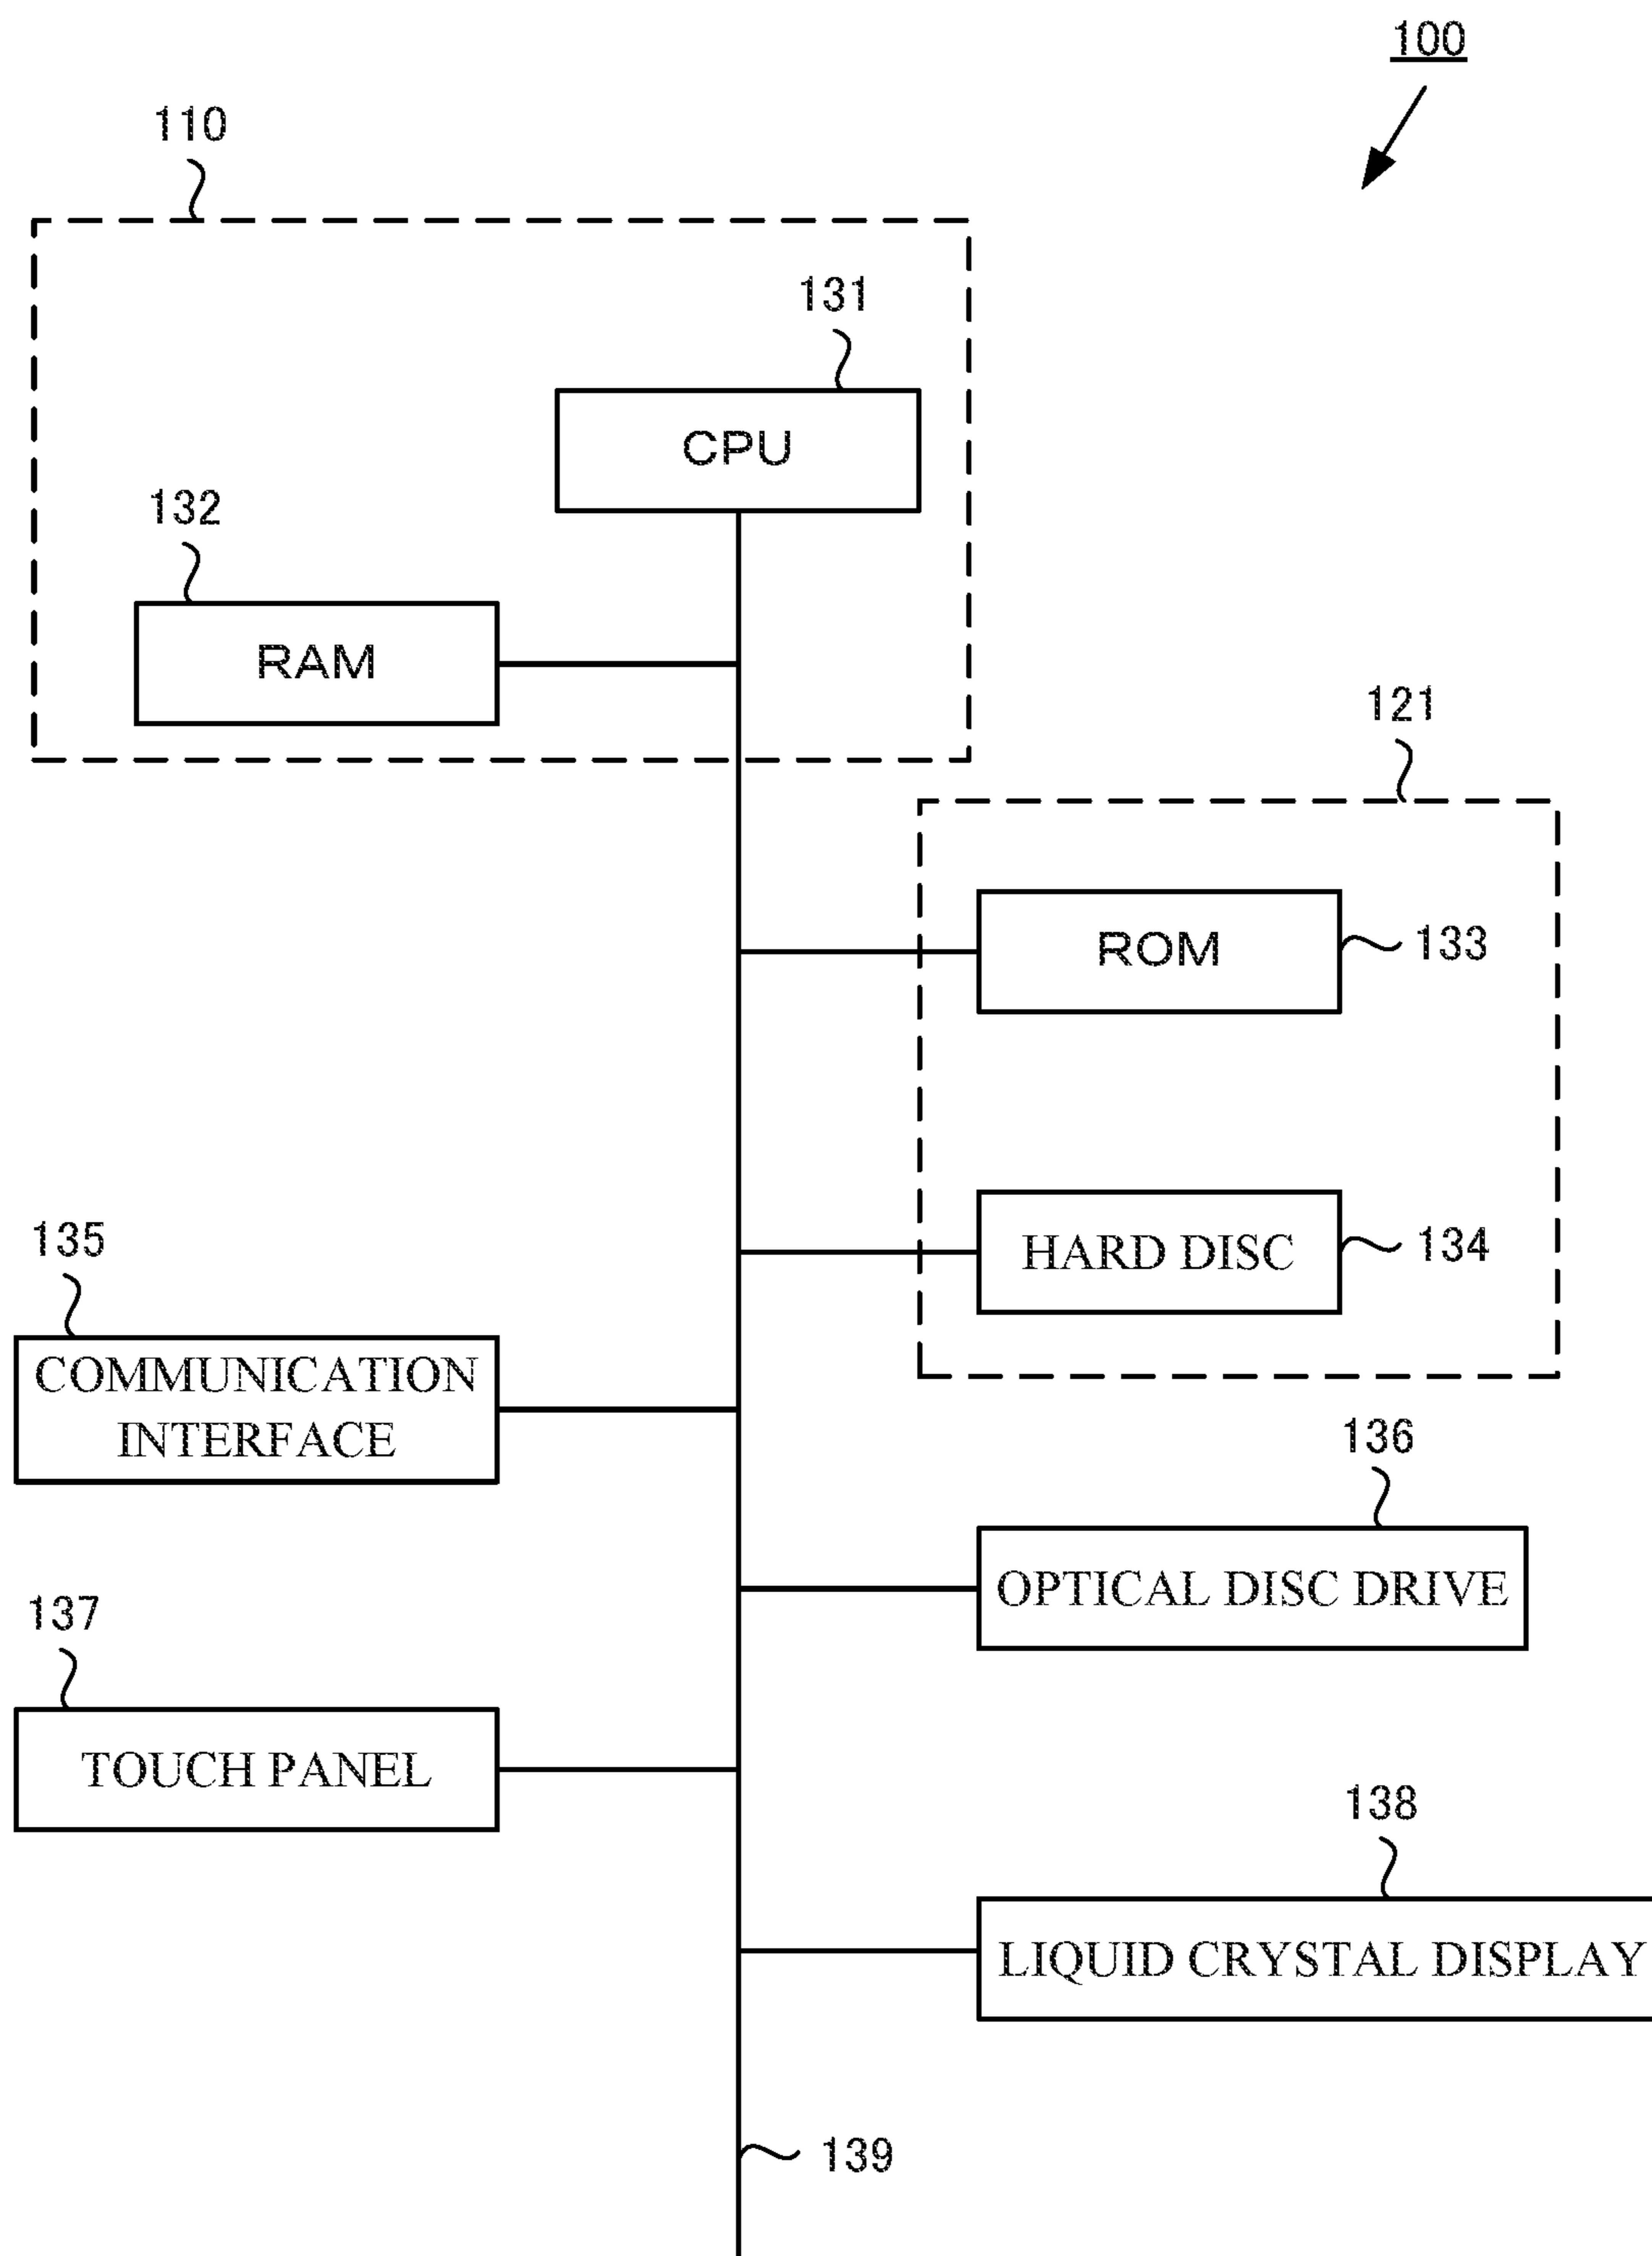 100
110
131
CPU
132
RAM
121
ROM
133
135
HARD DISC
134
COMMUNICATION
INTERFACE
136
OPTICAL DISC DRIVE
137
TOUCH PANEL
138
LIQUID CRYSTAL DISPLAY
139